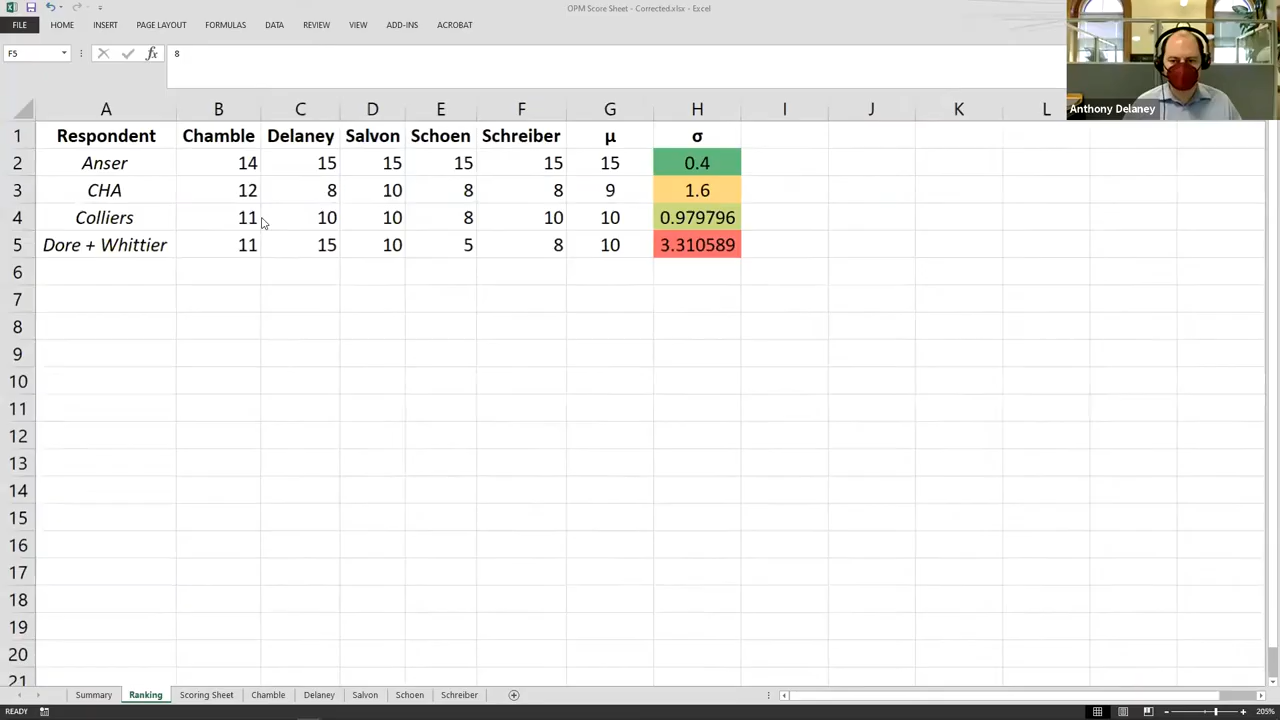 OPM Score Sheet - Corrected.xlsx - Excel
FILE HOME INSERT PAGE LAYOUT FORMULAS DATA REVIEW VIEW ADD-INS ACROBAT
F5 fx 8
Anthony Delaney
A B C D E F G H I J K L
1 Respondent Chamble Delaney Salvon Schoen Schreiber μ σ
2 Anser 14 15 15 15 15 15 0.4
3 CHA 12 8 10 8 8 9 1.6
4 Colliers 11 10 10 8 10 10 0.979796
5 Dore + Whittier 11 15 10 5 8 10 3.310589
6
7
8
9
10
11
12
13
14
15
16
17
18
19
20
21
Summary Ranking Scoring Sheet Chamble Delaney Salvon Schoen Schreiber
READY 205%